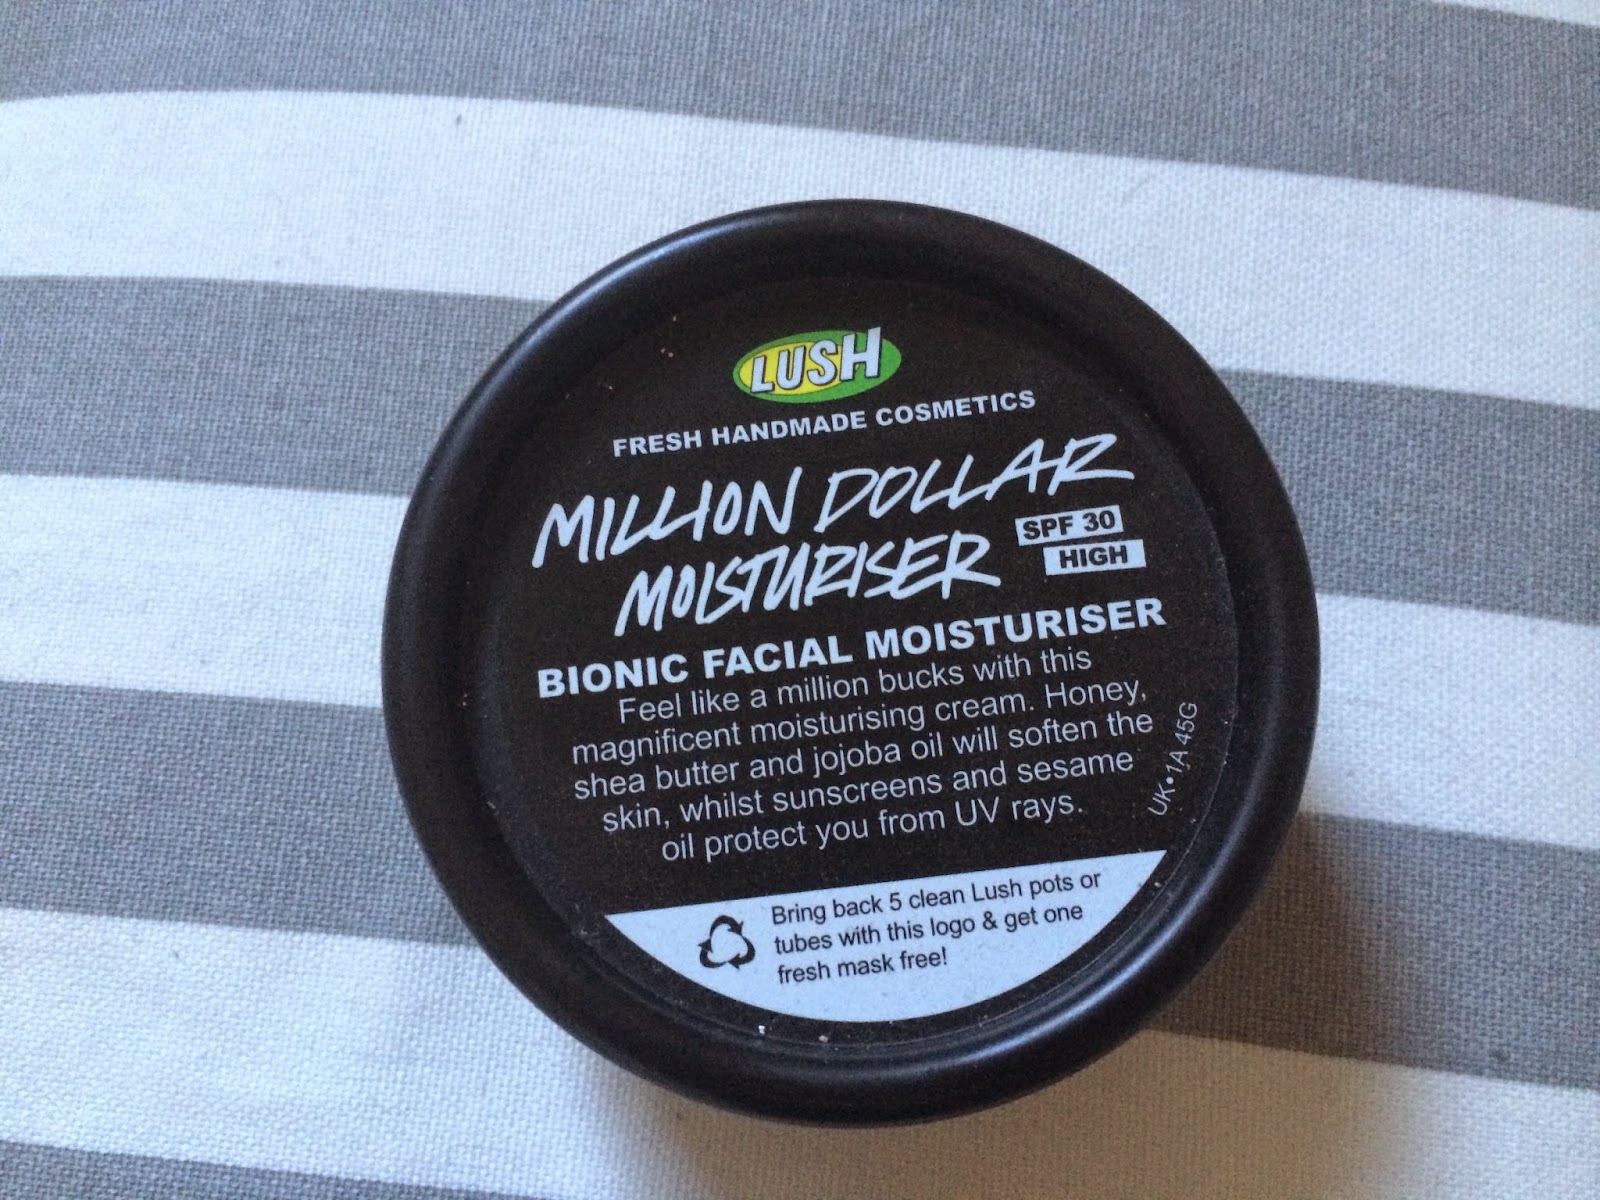 LUSH
FRESH HANDMADE COSMETICS
MILLION DOLLAR
MOISTURISER
SPF 30
HIGH
BIONIC FACIAL MOISTURISER
Feel like a million bucks with this
magnificent moisturising cream. Honey,
shea butter and jojoba oil will soften the
skin, whilst sunscreens and sesame
oil protect you from UV rays.
UK•1A 45G
Bring back 5 clean Lush pots or
tubes with this logo & get one
fresh mask free!